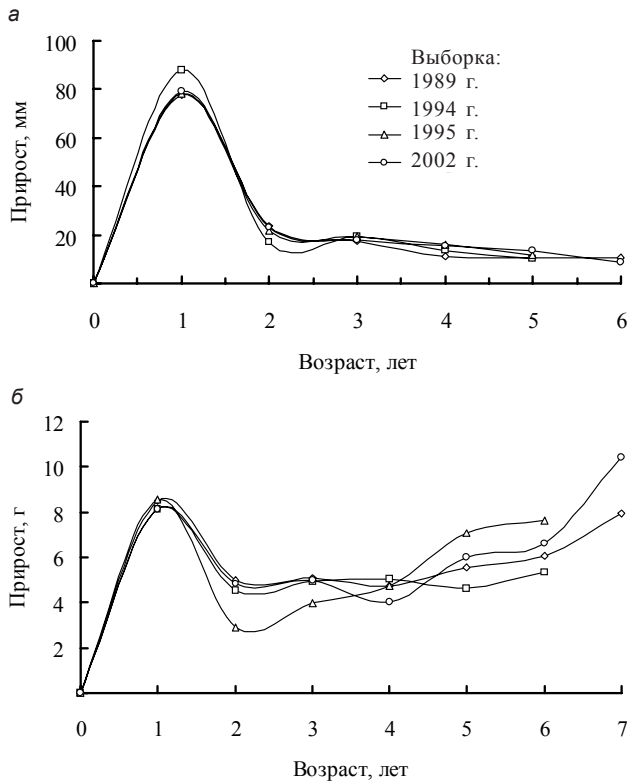 а
Прирост, мм
100
80
60
40
20
0 1 2 3 4 5 6
Возраст, лет
Выборка:
1989 г.
1994 г.
1995 г.
2002 г.
б
Прирост, г
12
10
8
6
4
2
0 1 2 3 4 5 6 7
Возраст, лет